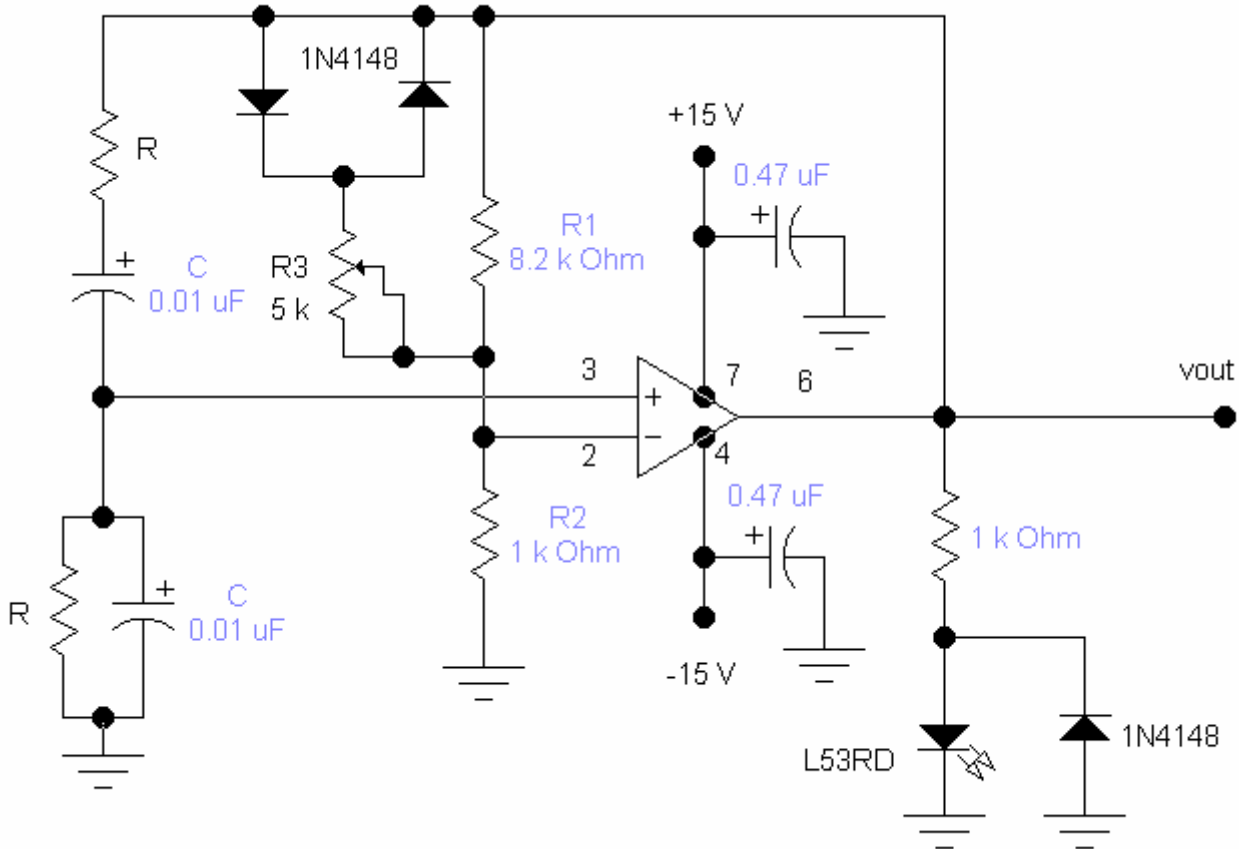 1N4148
+15 V
R
0.47 uF
+
R1
8.2 k Ohm
+
C
0.01 uF
R3
5 k
3
7
6
vout
+
−
2
4
0.47 uF
+
R2
1 k Ohm
1 k Ohm
+
C
0.01 uF
R
-15 V
1N4148
L53RD